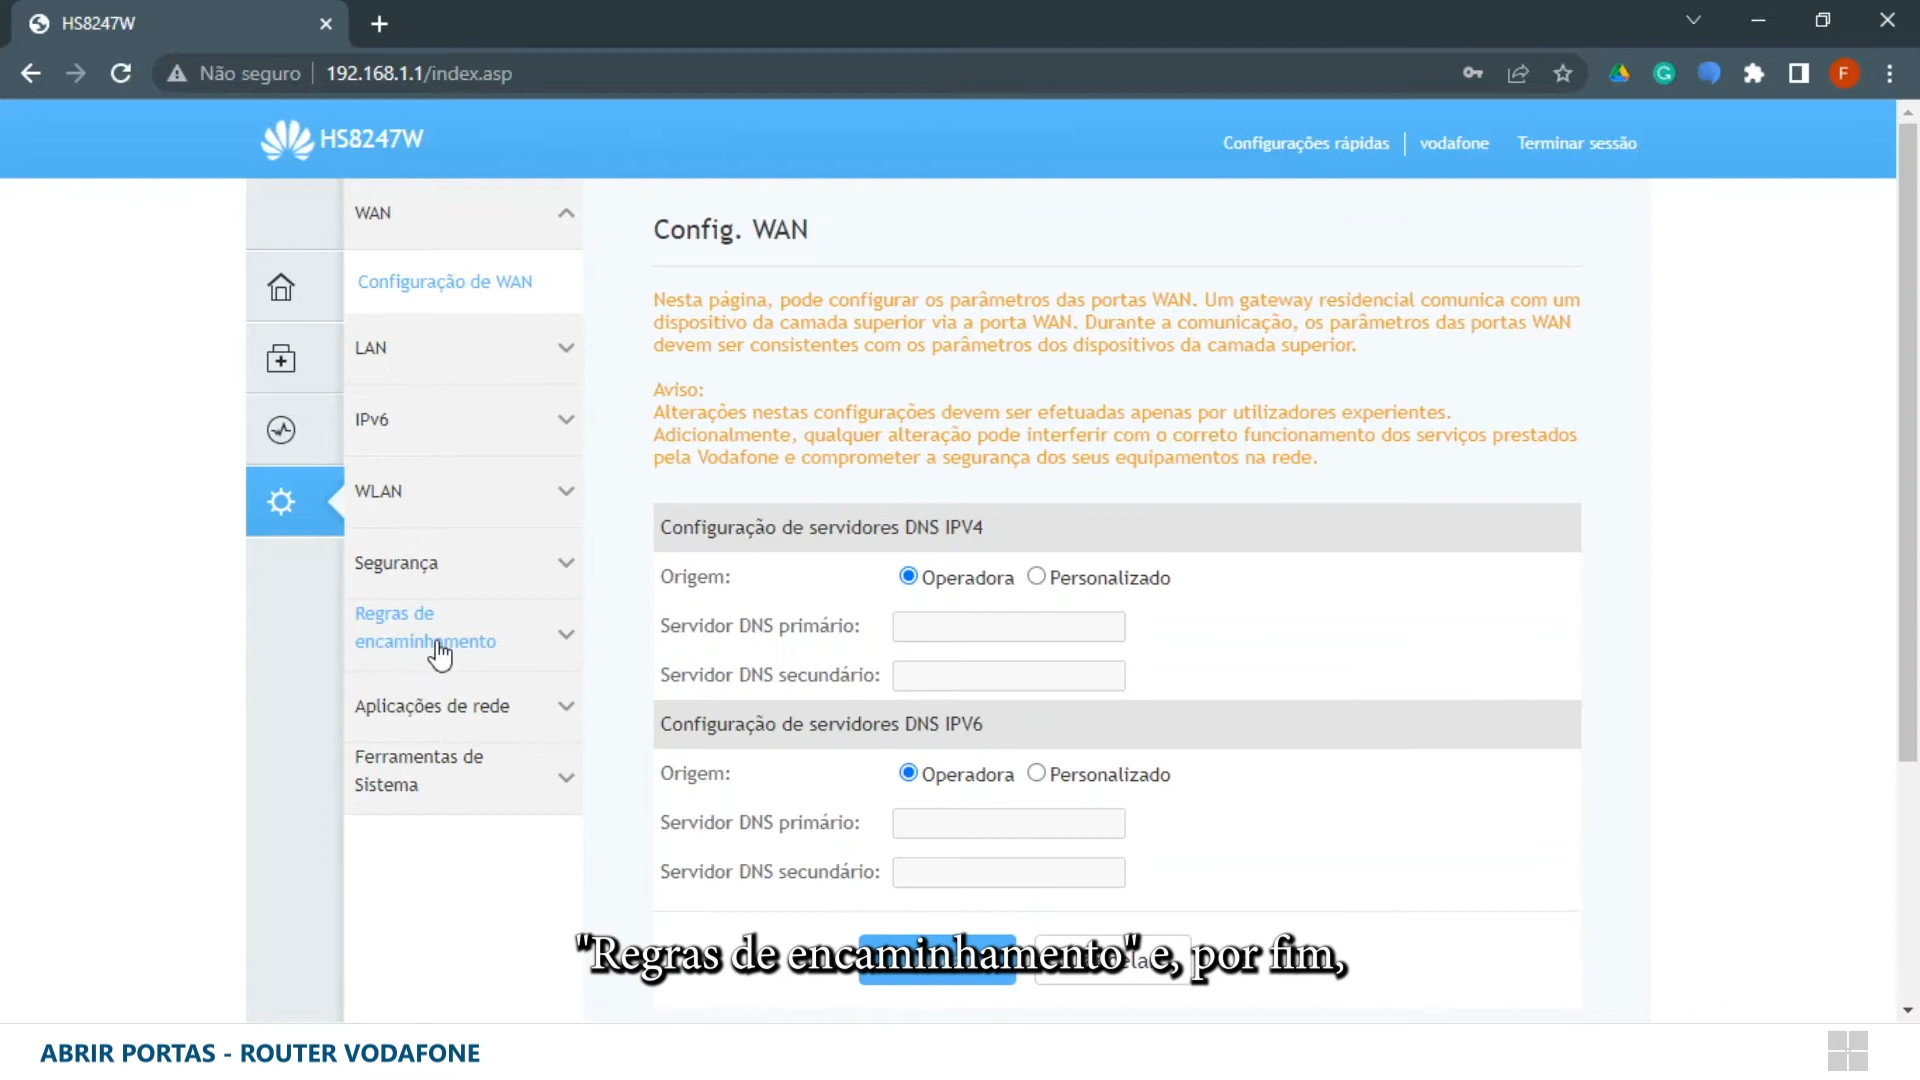 HS8247W
Não seguro
192.168.1.1/index.asp
F
HS8247W
Configurações rápidas
vodafone
Terminar sessão
WAN
Configuração de WAN
LAN
IPv6
WLAN
Segurança
Regras de
encaminhamento
Aplicações de rede
Ferramentas de
Sistema
Config. WAN
Nesta página, pode configurar os parâmetros das portas WAN. Um gateway residencial comunica com um
dispositivo da camada superior via a porta WAN. Durante a comunicação, os parâmetros das portas WAN
devem ser consistentes com os parâmetros dos dispositivos da camada superior.
Aviso:
Alterações nestas configurações devem ser efetuadas apenas por utilizadores experientes.
Adicionalmente, qualquer alteração pode interferir com o correto funcionamento dos serviços prestados
pela Vodafone e comprometer a segurança dos seus equipamentos na rede.
Configuração de servidores DNS IPV4
Origem: Operadora Personalizado
Servidor DNS primário:
Servidor DNS secundário:
Configuração de servidores DNS IPV6
Origem: Operadora Personalizado
Servidor DNS primário:
Servidor DNS secundário:
"Regras de encaminhamento" e, por fim,
ABRIR PORTAS - ROUTER VODAFONE